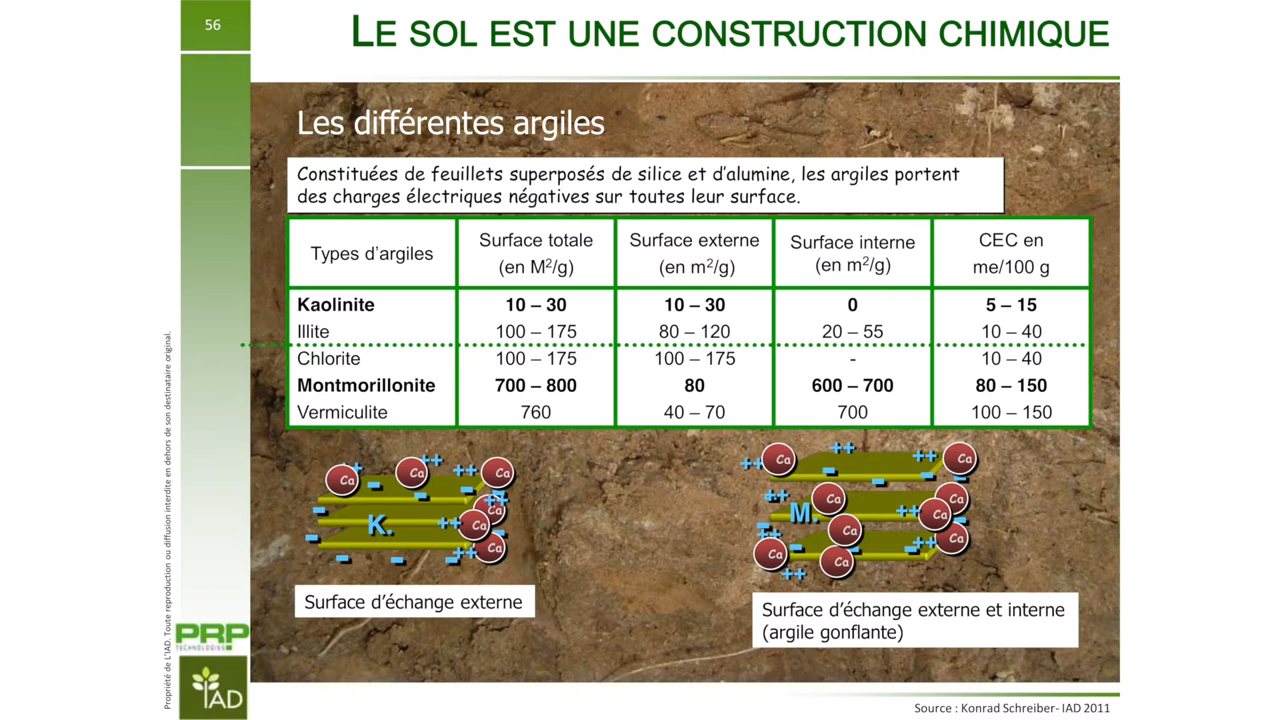 56
LE SOL EST UNE CONSTRUCTION CHIMIQUE
Les différentes argiles
Constituées de feuillets superposés de silice et d'alumine, les argiles portent
des charges électriques négatives sur toutes leur surface.
Types d'argiles
Surface totale
(en M²/g)
Surface externe
(en m²/g)
Surface interne
(en m²/g)
CEC en
me/100 g
Kaolinite 10 – 30 10 – 30 0 5 – 15
Illite 100 – 175 80 – 120 20 – 55 10 – 40
Chlorite 100 – 175 100 – 175 - 10 – 40
Montmorillonite 700 – 800 80 600 – 700 80 – 150
Vermiculite 760 40 – 70 700 100 – 150
++ Ca Ca ++ ++ Ca
- - -
- ++ Ca
K. ++ Ca
- ++ Ca
- - -
++ Ca ++ ++ Ca
- - -
++ Ca Ca
M. ++ Ca
- ++ Ca ++ Ca
Ca - Ca - -
++
Surface d'échange externe
Surface d'échange externe et interne
(argile gonflante)
Propriété de L'IAD. Toute reproduction ou diffusion interdite en dehors de son destinataire original.
PRP
TECHNOLOGIES
IAD
Source : Konrad Schreiber- IAD 2011